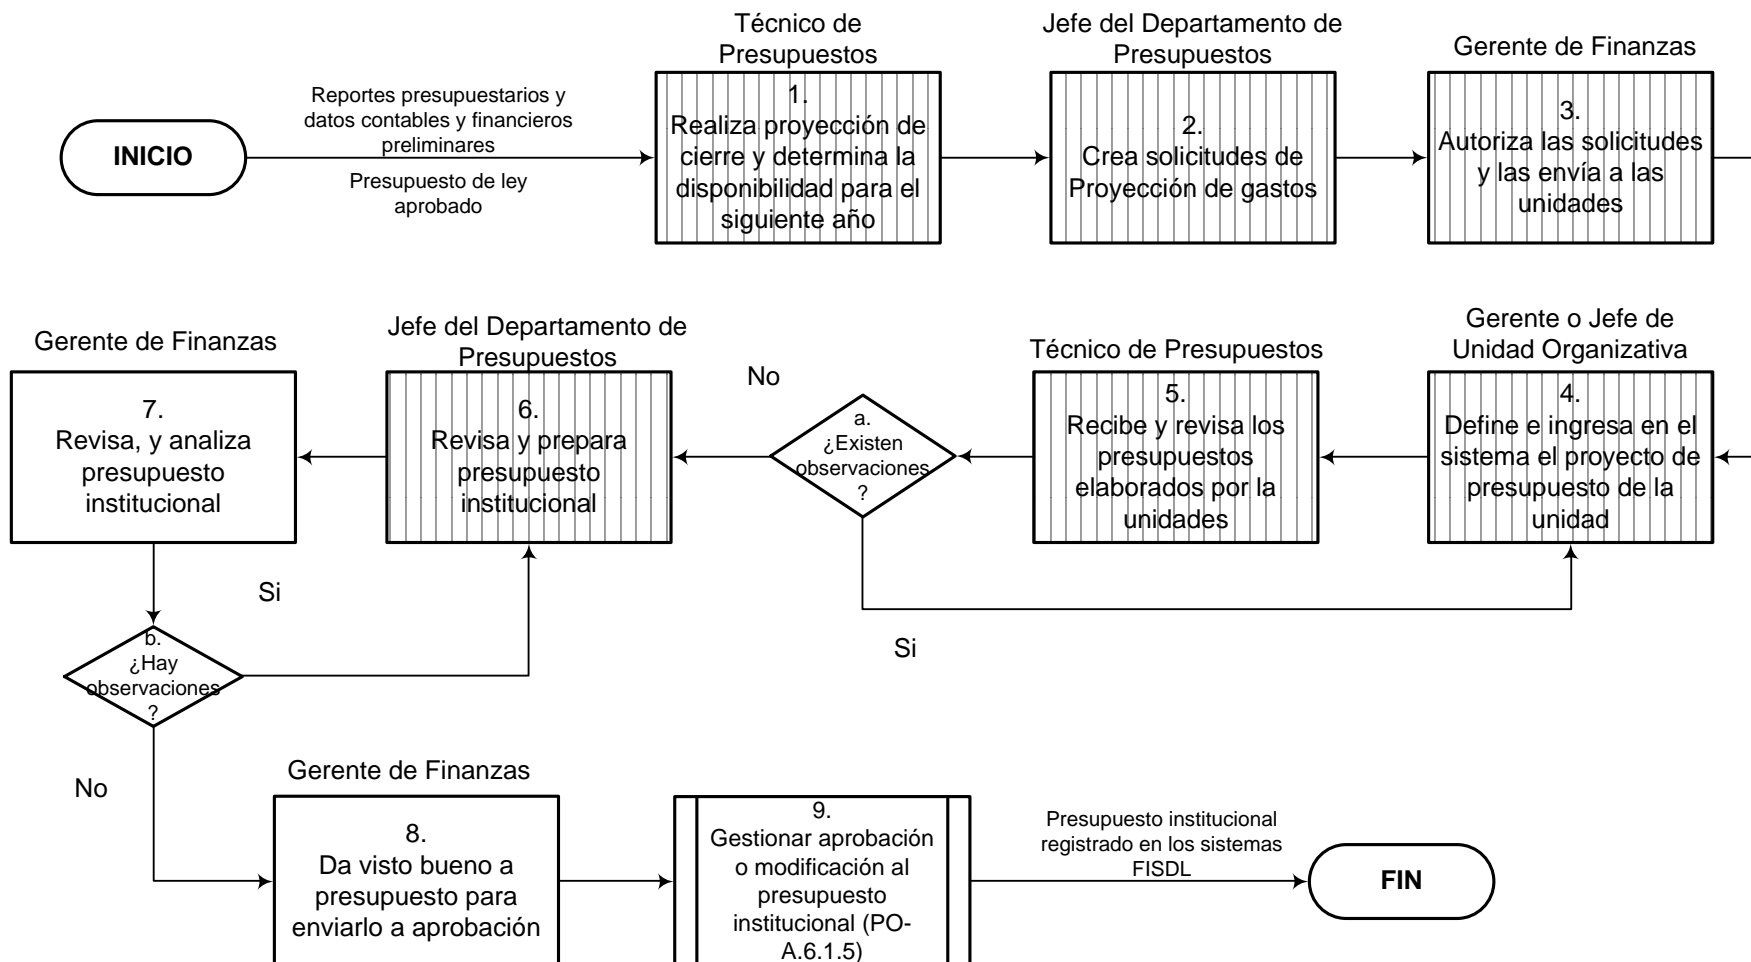 Técnico de
Presupuestos
Jefe del Departamento de
Presupuestos
Gerente de Finanzas
INICIO
Reportes presupuestarios y
datos contables y financieros
preliminares
Presupuesto de ley
aprobado
1.
Realiza proyección de
cierre y determina la
disponibilidad para el
siguiente año
2.
Crea solicitudes de
Proyección de gastos
3.
Autoriza las solicitudes
y las envía a las
unidades
Gerente o Jefe de
Unidad Organizativa
4.
Define e ingresa en el
sistema el proyecto de
presupuesto de la
unidad
Técnico de Presupuestos
5.
Recibe y revisa los
presupuestos
elaborados por la
unidades
a.
¿Existen
observaciones
?
No
Si
Jefe del Departamento de
Presupuestos
6.
Revisa y prepara
presupuesto
institucional
Gerente de Finanzas
7.
Revisa, y analiza
presupuesto
institucional
b.
¿Hay
observaciones
?
Si
No
Gerente de Finanzas
8.
Da visto bueno a
presupuesto para
enviarlo a aprobación
9.
Gestionar aprobación
o modificación al
presupuesto
institucional (PO-
A.6.1.5)
Presupuesto institucional
registrado en los sistemas
FISDL
FIN